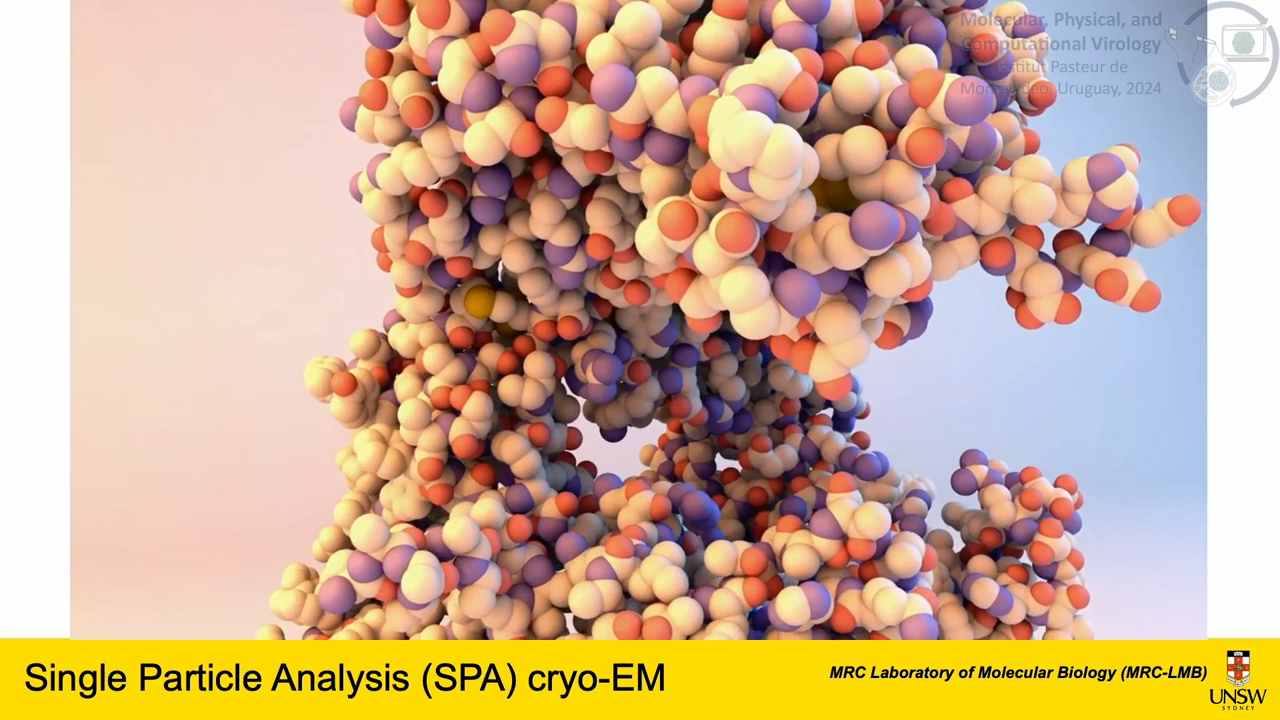 Molecular, Physical, and
Computational Virology
Institut Pasteur de
Montevideo, Uruguay, 2024
Single Particle Analysis (SPA) cryo-EM
MRC Laboratory of Molecular Biology (MRC-LMB)
UNSW
SYDNEY